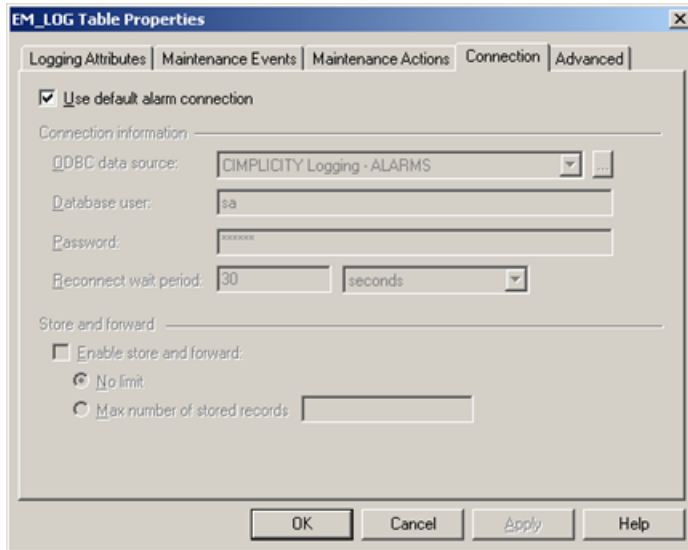 EM_LOG Table Properties
Logging Attributes Maintenance Events Maintenance Actions Connection Advanced
Use default alarm connection
Connection information
ODBC data source: CIMPLICITY Logging - ALARMS ...
Database user: sa
Password: ******
Reconnect wait period: 30 seconds
Store and forward
Enable store and forward:
No limit
Max number of stored records
OK Cancel Apply Help